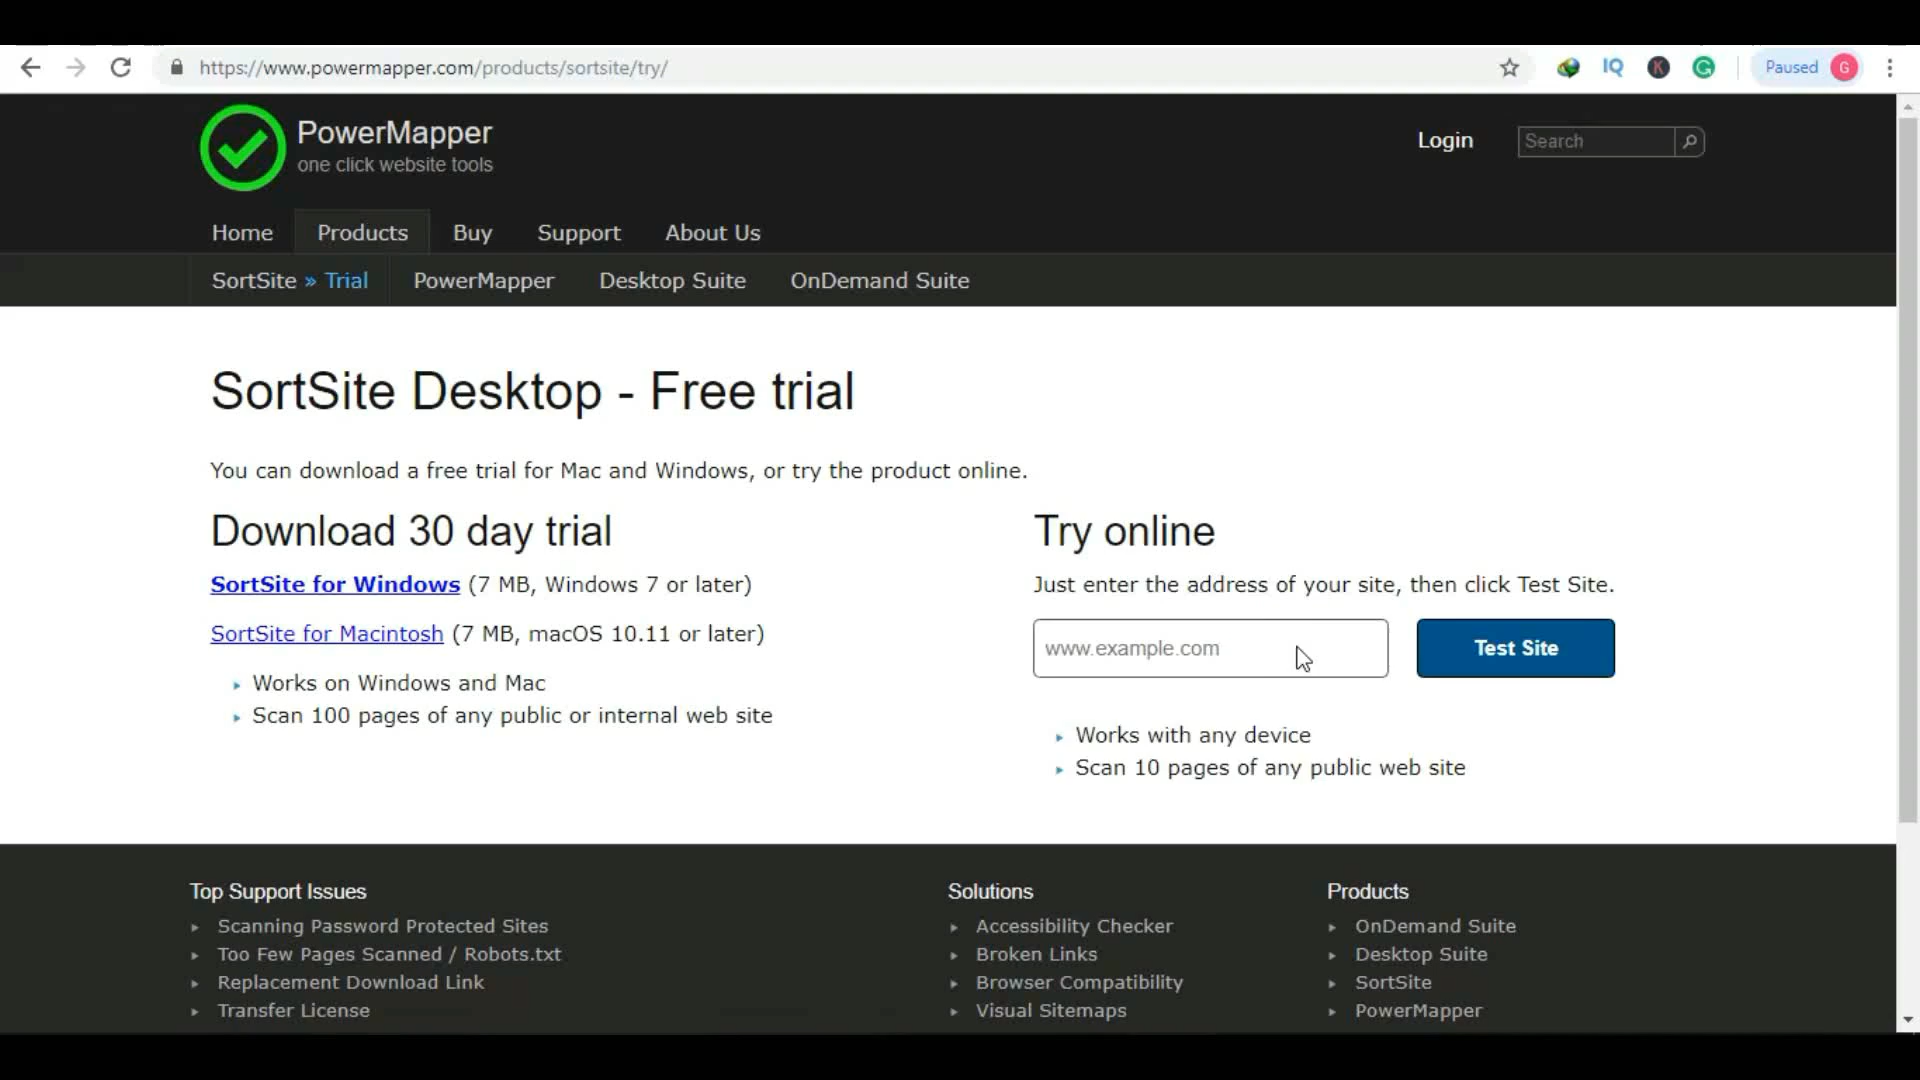 https://www.powermapper.com/products/sortsite/try/
IQ
K
G
Paused
G
PowerMapper
one click website tools
Login
Search
Home
Products
Buy
Support
About Us
SortSite » Trial
PowerMapper
Desktop Suite
OnDemand Suite
SortSite Desktop - Free trial
You can download a free trial for Mac and Windows, or try the product online.
Download 30 day trial
SortSite for Windows (7 MB, Windows 7 or later)
SortSite for Macintosh (7 MB, macOS 10.11 or later)
Works on Windows and Mac
Scan 100 pages of any public or internal web site
Try online
Just enter the address of your site, then click Test Site.
www.example.com
Test Site
Works with any device
Scan 10 pages of any public web site
Top Support Issues
Scanning Password Protected Sites
Too Few Pages Scanned / Robots.txt
Replacement Download Link
Transfer License
Solutions
Accessibility Checker
Broken Links
Browser Compatibility
Visual Sitemaps
Products
OnDemand Suite
Desktop Suite
SortSite
PowerMapper